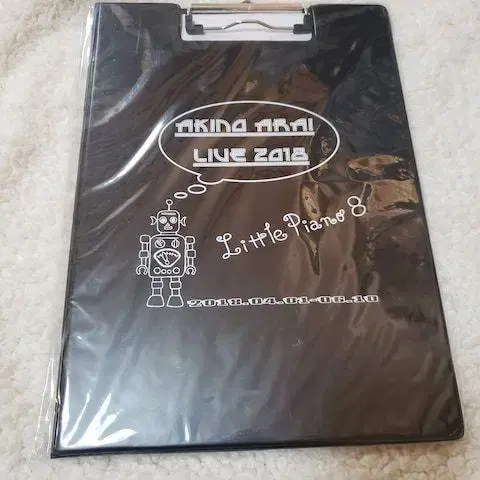 AKINO ARAI
LIVE 2018
Little Piano 8
2018.04.01-06.10